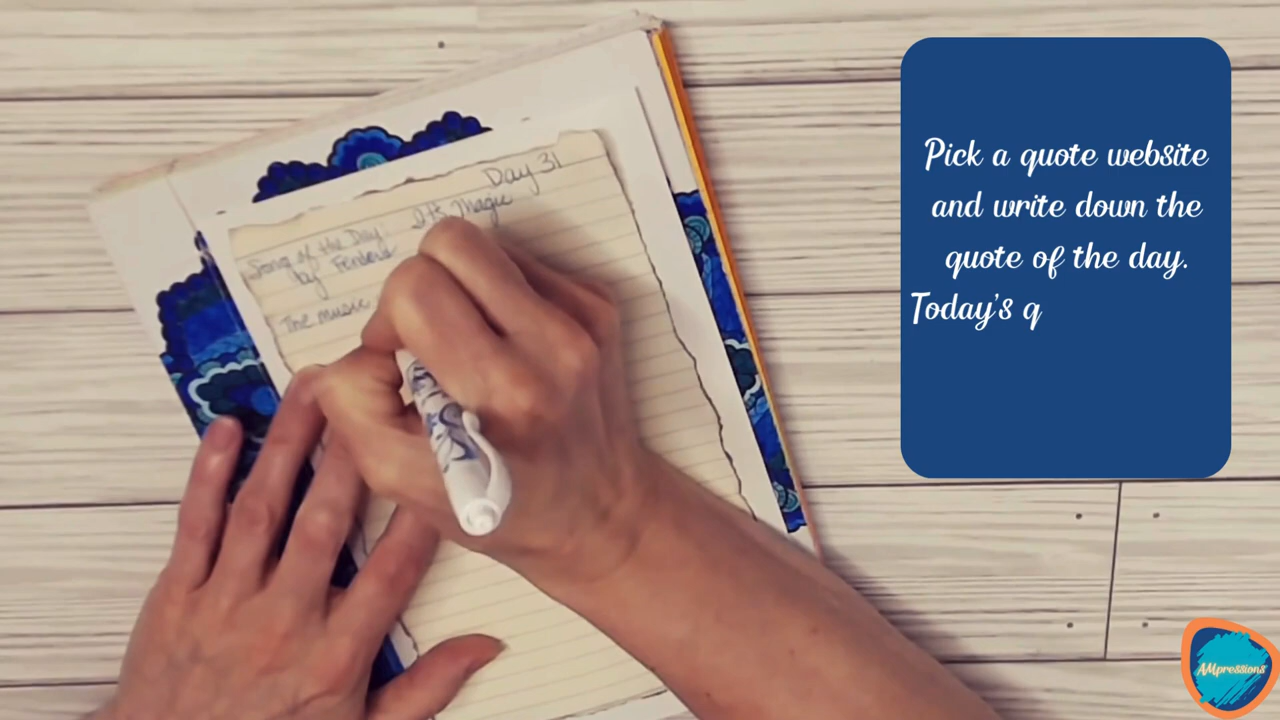 Day 31
It's Magic
Song of the Day
by
The music
Pick a quote website
and write down the
quote of the day.
Today's q
AMpressions